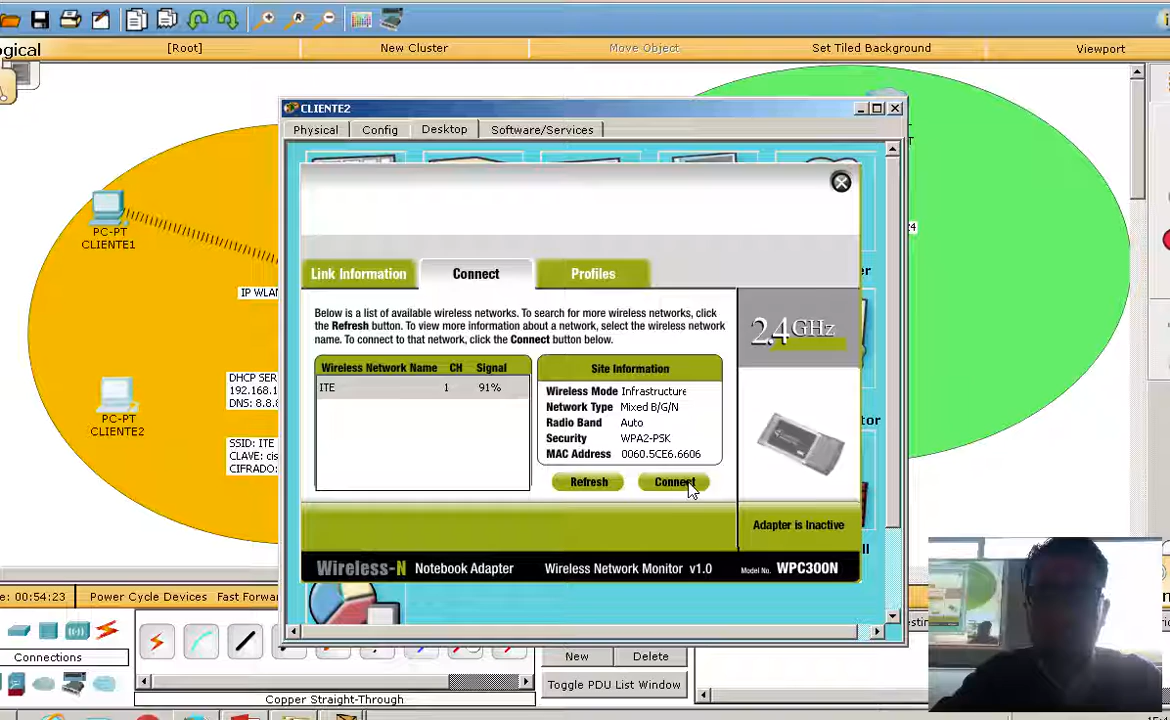 ogical
[Root]
New Cluster
Move Object
Set Tiled Background
Viewport
CLIENTE2
Physical
Config
Desktop
Software/Services
PC-PT
CLIENTE1
IP WLAN
DHCP SER
192.168.1
DNS: 8.8.8
PC-PT
CLIENTE2
SSID: ITE
CLAVE: cis
CIFRADO:
Link Information
Connect
Profiles
Below is a list of available wireless networks. To search for more wireless networks, click
the Refresh button. To view more information about a network, select the wireless network
name. To connect to that network, click the Connect button below.
Wireless Network Name CH Signal
ITE 1 91%
Site Information
Wireless Mode Infrastructure
Network Type Mixed B/G/N
Radio Band Auto
Security WPA2-PSK
MAC Address 0060.5CE6.6606
Refresh
Connect
2.4GHz
Adapter is Inactive
Wireless-N Notebook Adapter
Wireless Network Monitor v1.0
Model No. WPC300N
e: 00:54:23
Power Cycle Devices
Fast Forwar
Connections
Copper Straight-Through
New
Delete
Toggle PDU List Window